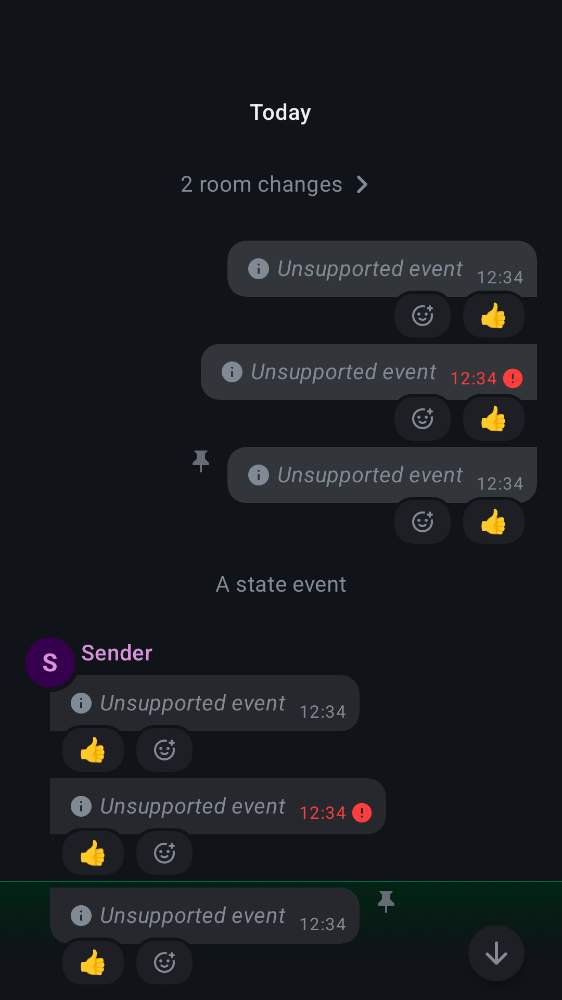 Today
2 room changes
Unsupported event 12:34
👍
Unsupported event 12:34
👍
Unsupported event 12:34
👍
A state event
S Sender
Unsupported event 12:34
👍
Unsupported event 12:34
👍
Unsupported event 12:34
👍